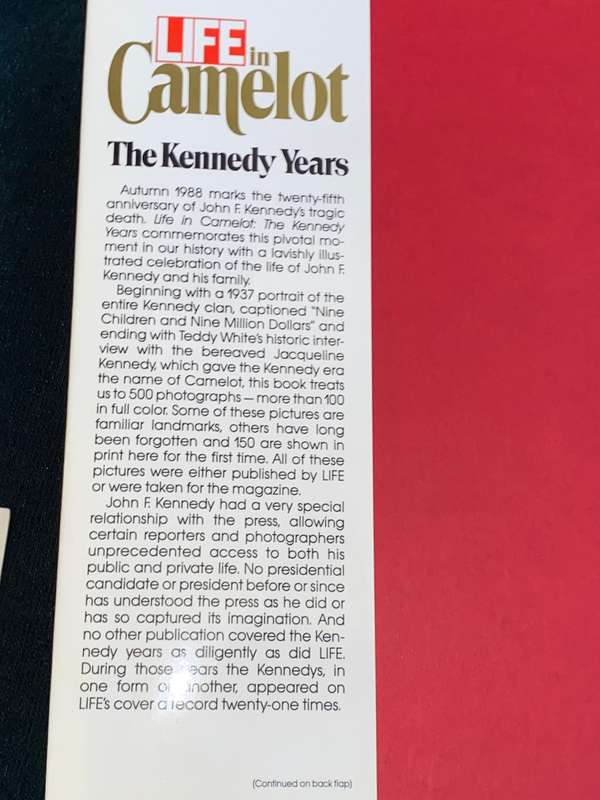 LIFE in
Camelot
The Kennedy Years
Autumn 1988 marks the twenty-fifth
anniversary of John F. Kennedy's tragic
death. Life in Camelot: The Kennedy
Years commemorates this pivotal mo-
ment in our history with a lavishly illus-
trated celebration of the life of John F.
Kennedy and his family.
Beginning with a 1937 portrait of the
entire Kennedy clan, captioned "Nine
Children and Nine Million Dollars" and
ending with Teddy White's historic inter-
view with the bereaved Jacqueline
Kennedy, which gave the Kennedy era
the name of Camelot, this book treats
us to 500 photographs — more than 100
in full color. Some of these pictures are
familiar landmarks, others have long
been forgotten and 150 are shown in
print here for the first time. All of these
pictures were either published by LIFE
or were taken for the magazine.
John F. Kennedy had a very special
relationship with the press, allowing
certain reporters and photographers
unprecedented access to both his
public and private life. No presidential
candidate or president before or since
has understood the press as he did or
has so captured its imagination. And
no other publication covered the Ken-
nedy years as diligently as did LIFE.
During those years the Kennedys, in
one form or another, appeared on
LIFE's cover a record twenty-one times.
(Continued on back flap)